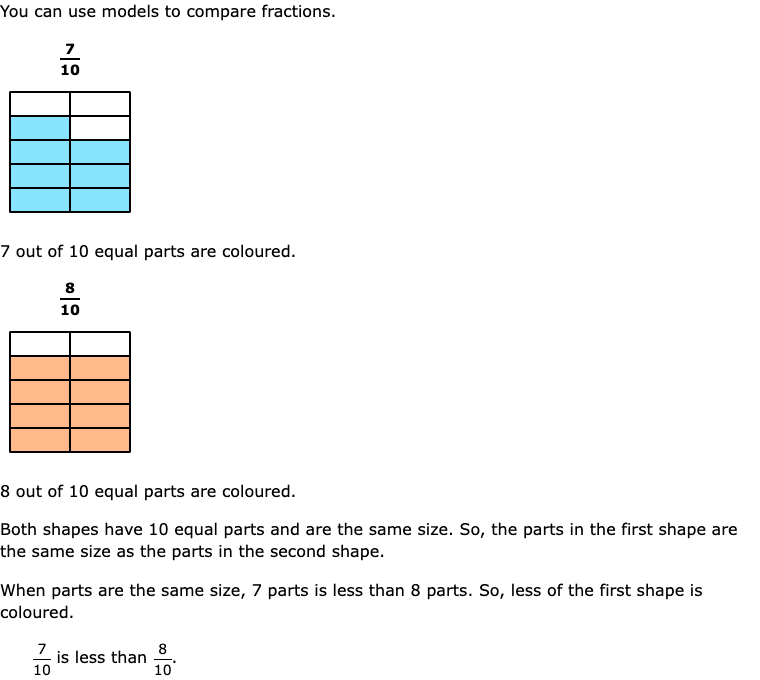 You can use models to compare fractions.
7
10
7 out of 10 equal parts are coloured.
8
10
8 out of 10 equal parts are coloured.
Both shapes have 10 equal parts and are the same size. So, the parts in the first shape are
the same size as the parts in the second shape.
When parts are the same size, 7 parts is less than 8 parts. So, less of the first shape is
coloured.
7/10 is less than 8/10.